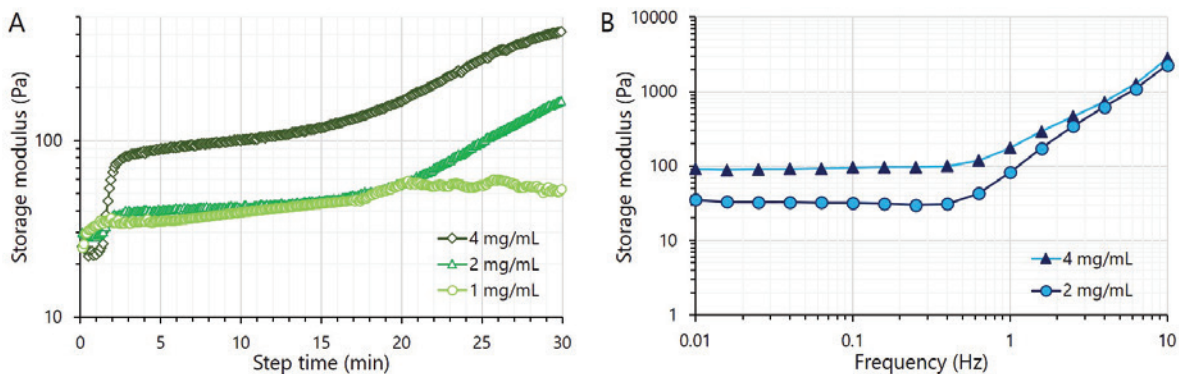 A
Storage modulus (Pa)
100
10
0
5
10
15
20
25
30
Step time (min)
4 mg/mL
2 mg/mL
1 mg/mL
B
Storage modulus (Pa)
10000
1000
100
10
1
0.01
0.1
1
10
Frequency (Hz)
4 mg/mL
2 mg/mL